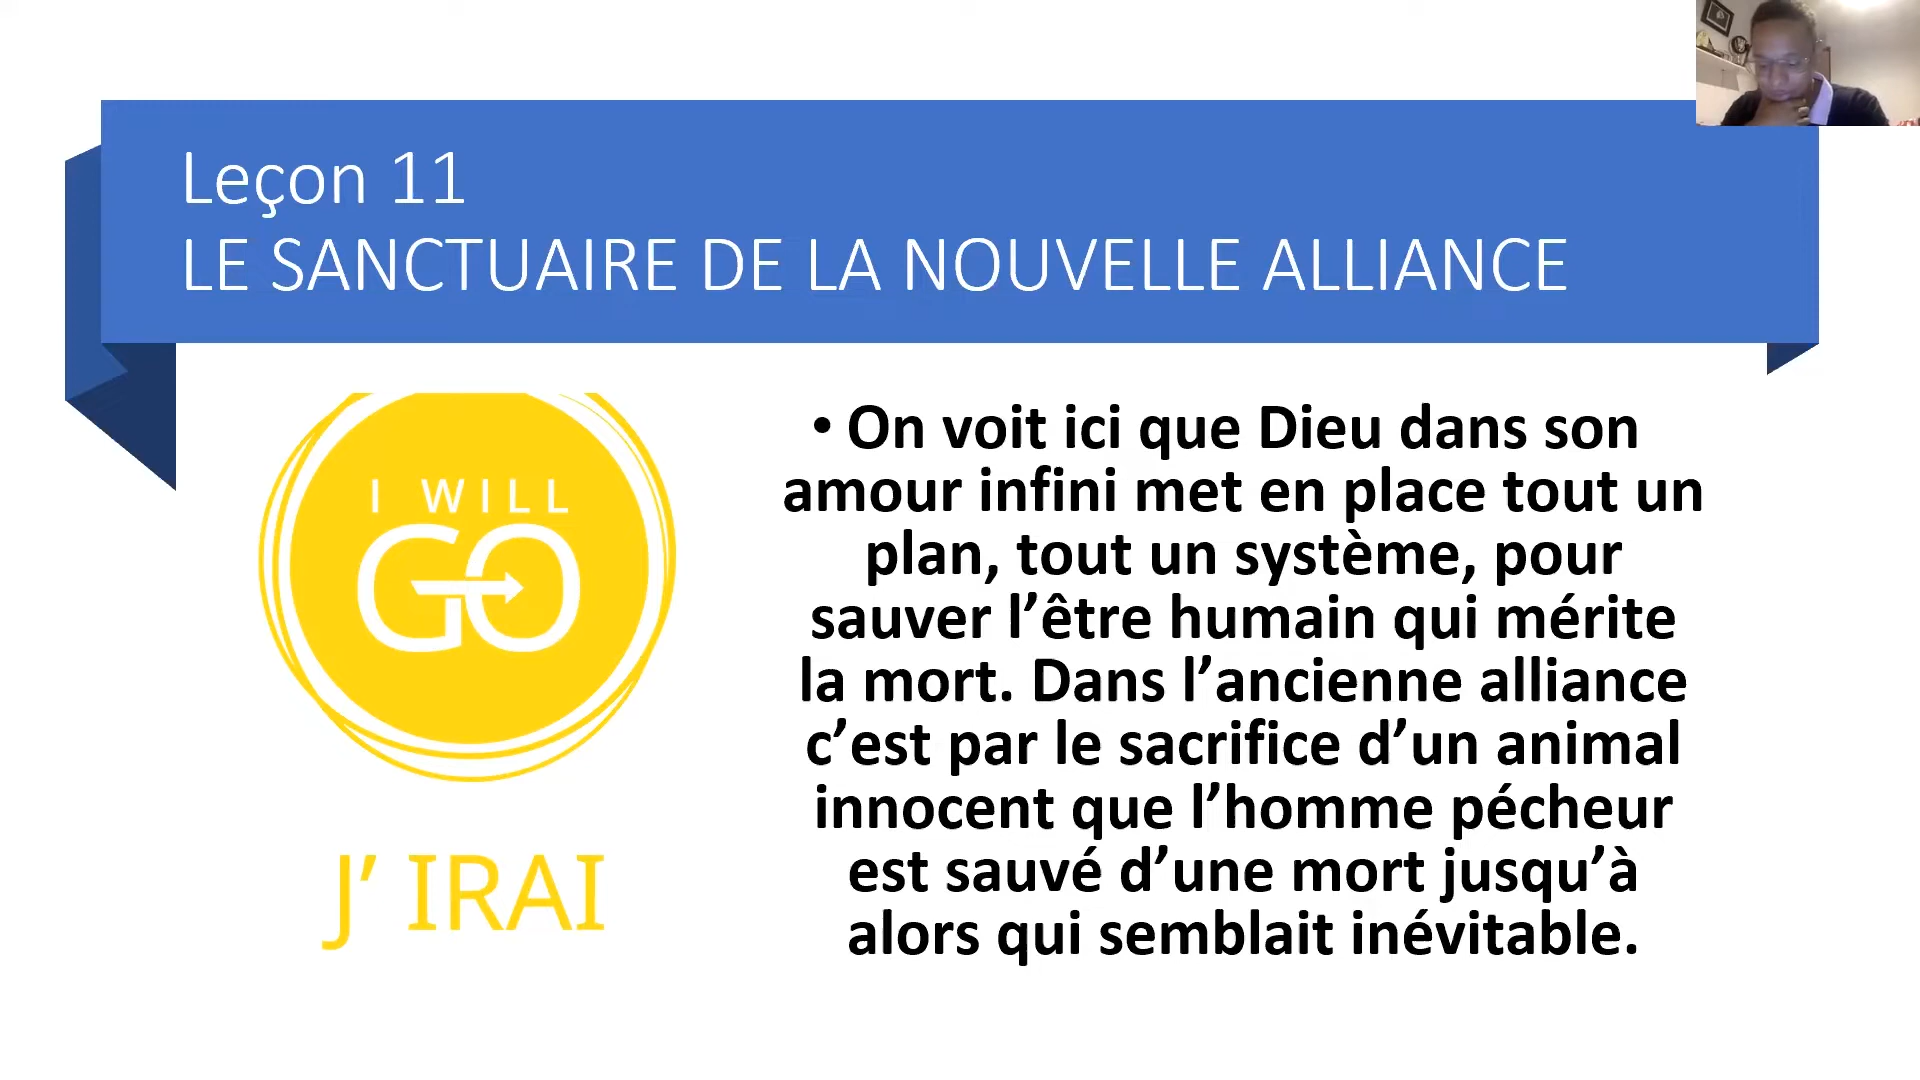 Leçon 11
LE SANCTUAIRE DE LA NOUVELLE ALLIANCE
I WILL
GO
J’ IRAI
• On voit ici que Dieu dans son
amour infini met en place tout un
plan, tout un système, pour
sauver l’être humain qui mérite
la mort. Dans l’ancienne alliance
c’est par le sacrifice d’un animal
innocent que l’homme pécheur
est sauvé d’une mort jusqu’à
alors qui semblait inévitable.